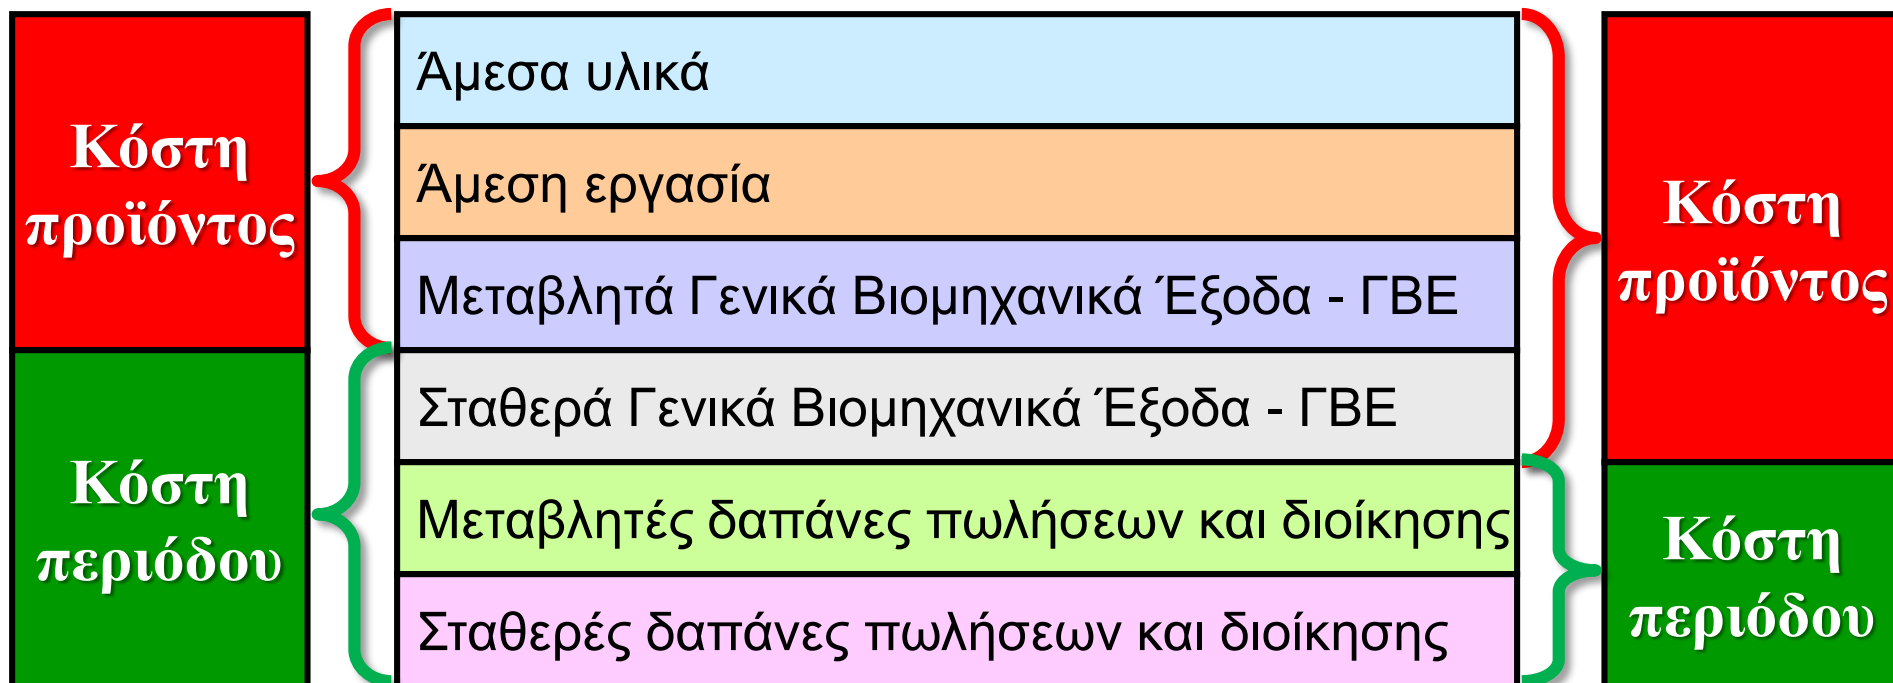 Κόστη
προϊόντος
Κόστη
περιόδου
Άμεσα υλικά
Άμεση εργασία
Μεταβλητά Γενικά Βιομηχανικά Έξοδα - ΓΒΕ
Σταθερά Γενικά Βιομηχανικά Έξοδα - ΓΒΕ
Μεταβλητές δαπάνες πωλήσεων και διοίκησης
Σταθερές δαπάνες πωλήσεων και διοίκησης
Κόστη
προϊόντος
Κόστη
περιόδου